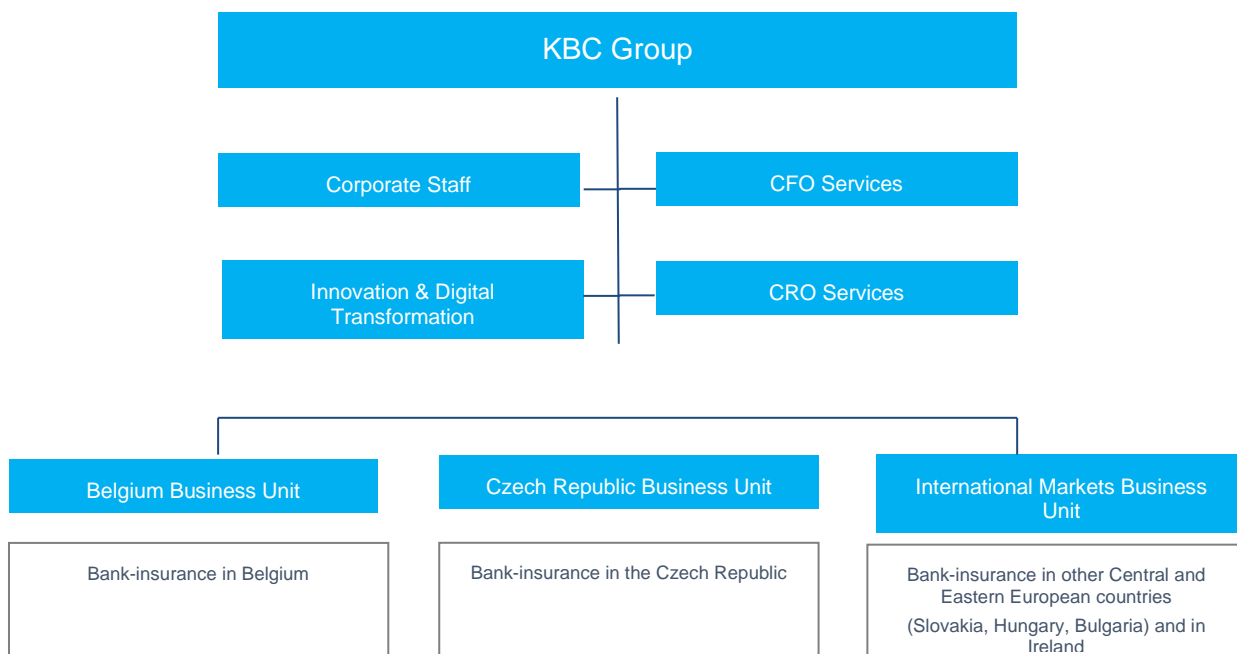 KBC Group
Corporate Staff
CFO Services
Innovation & Digital
Transformation
CRO Services
Belgium Business Unit
Czech Republic Business Unit
International Markets Business
Unit
Bank-insurance in Belgium
Bank-insurance in the Czech Republic
Bank-insurance in other Central and
Eastern European countries
(Slovakia, Hungary, Bulgaria) and in
Ireland